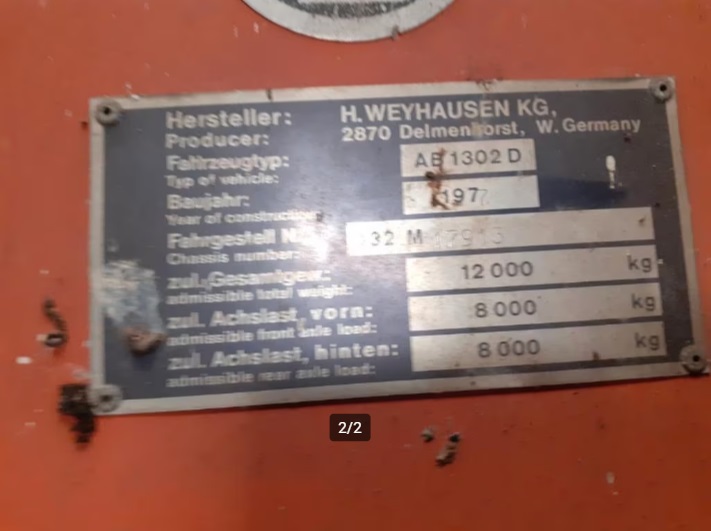 Hersteller: H. WEYHAUSEN KG,
Producer: 2870 Delmenhorst, W. Germany
Fahrzeugtyp: AB 1302 D
Typ of vehicle:
Baujahr:
Year of construction:
Fahrgestell
Chassis number:
zul. Gesamtgew.: 12 000 kg
admissible total weight:
zul. Achslast, vorn: 8 000 kg
admissible front axle load:
zul. Achslast, hinten: 8 000 kg
admissible rear axle load:
2/2